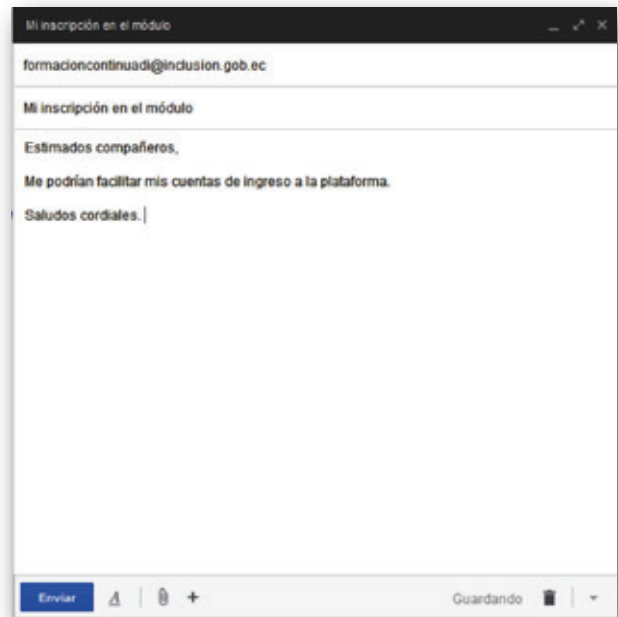 Mi inscripción en el módulo
formacioncontinuadi@inclusion.gob.ec
Mi inscripción en el módulo
Estimados compañeros,
Me podrían facilitar mis cuentas de ingreso a la plataforma.
Saludos cordiales.
Enviar A Guardando